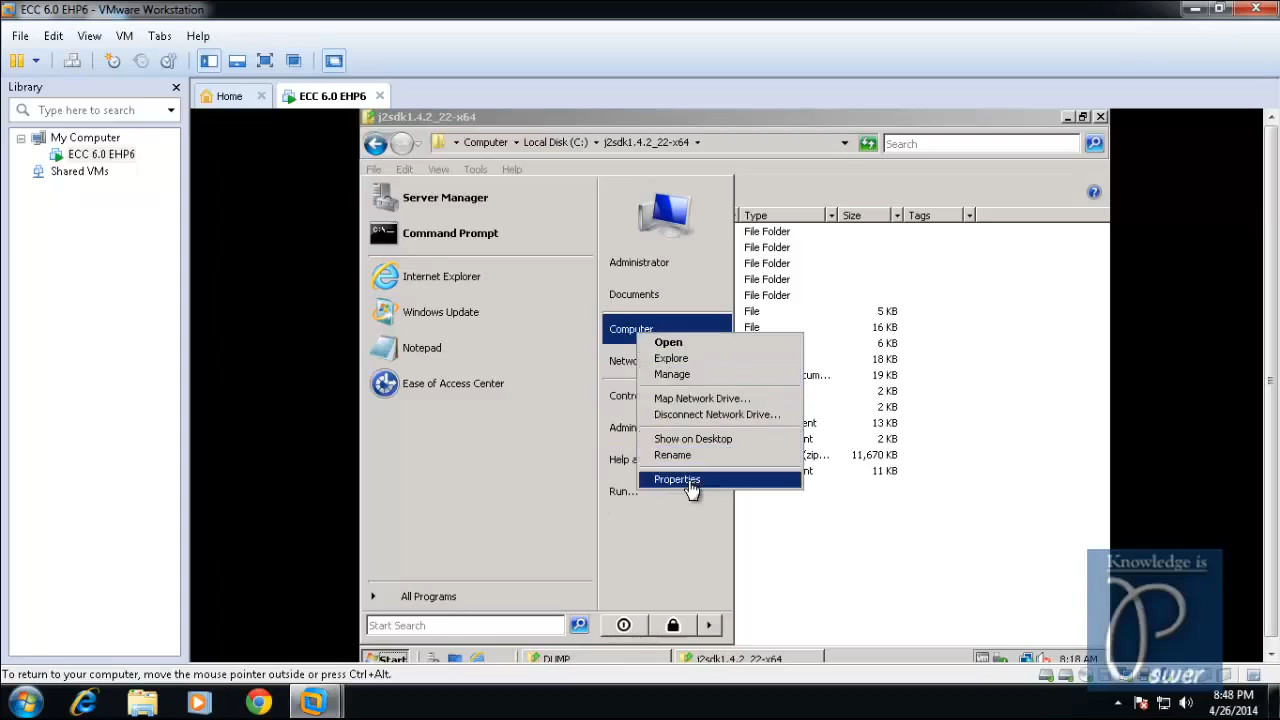 ECC 6.0 EHP6 - VMware Workstation
File Edit View VM Tabs Help
Library
Home
ECC 6.0 EHP6
Type here to search
My Computer
ECC 6.0 EHP6
Shared VMs
j2sdk1.4.2_22-x64
Computer Local Disk (C:) j2sdk1.4.2_22-x64
Search
File Edit View Tools Help
Server Manager
Command Prompt
Internet Explorer
Windows Update
Notepad
Ease of Access Center
All Programs
Start Search
Administrator
Documents
Computer
Run...
Open
Explore
Manage
Map Network Drive...
Disconnect Network Drive...
Show on Desktop
Rename
Properties
Type Size Tags
File Folder
File Folder
File Folder
File Folder
File Folder
File 5 KB
File 16 KB
6 KB
18 KB
cum... 19 KB
2 KB
2 KB
nt 13 KB
nt 2 KB
(zip... 11,670 KB
nt 11 KB
Start
DUMP
j2sdk1.4.2_22-x64
8:18 AM
To return to your computer, move the mouse pointer outside or press Ctrl+Alt.
Knowledge is
Power
8:48 PM
4/26/2014